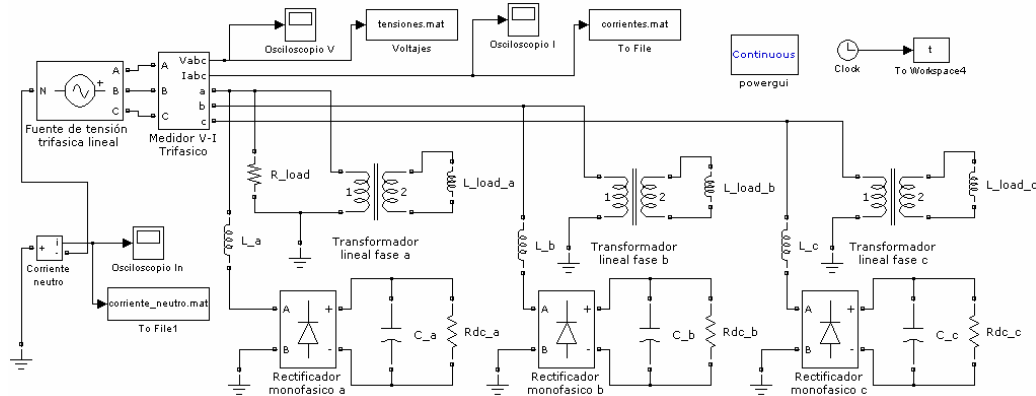 tensiones.mat
corrientes.mat
Osciloscopio V
Voltajes
Osciloscopio I
To File
Continuous
powergui
Clock
t
To Workspace4
N
A
B
C
Fuente de tensión
trifasica lineal
A
B
C
Vabc
Iabc
a
b
c
Medidor V-I
Trifasico
R_load
1
2
L_load_a
Transformador
lineal fase a
1
2
L_load_b
Transformador
lineal fase b
1
2
L_load_c
Transformador
lineal fase c
L_a
L_b
L_c
+
i
-
Corriente
neutro
Osciloscopio In
corriente_neutro.mat
To File1
A
B
+
-
C_a
Rdc_a
Rectificador
monofasico a
A
B
+
-
C_b
Rdc_b
Rectificador
monofasico b
A
B
+
-
C_c
Rdc_c
Rectificador
monofasico c